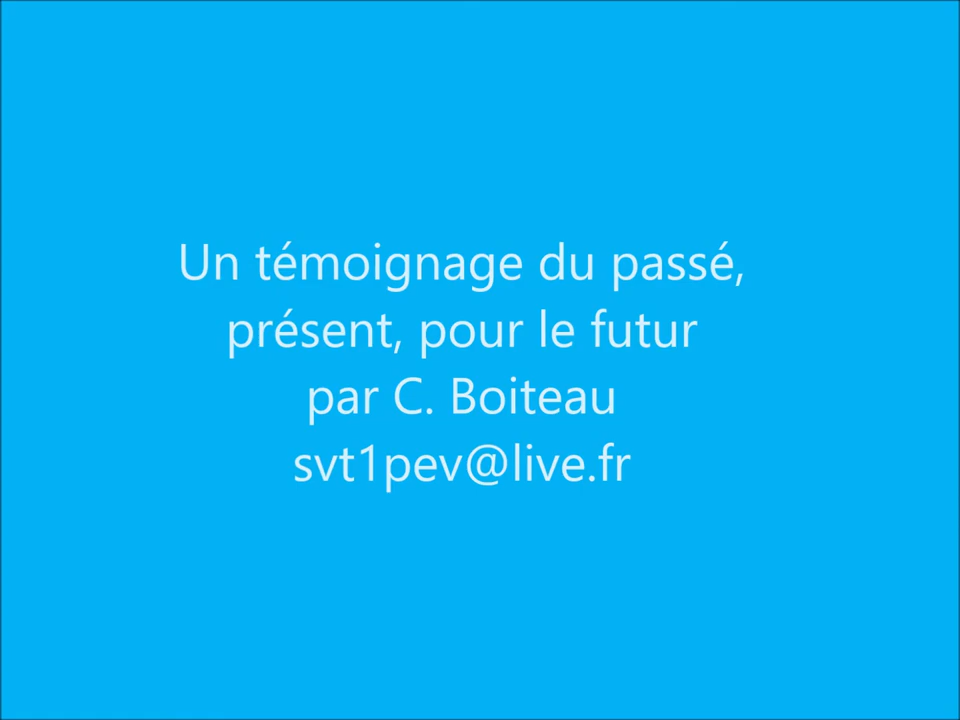 Un témoignage du passé,
présent, pour le futur
par C. Boiteau
svt1pev@live.fr